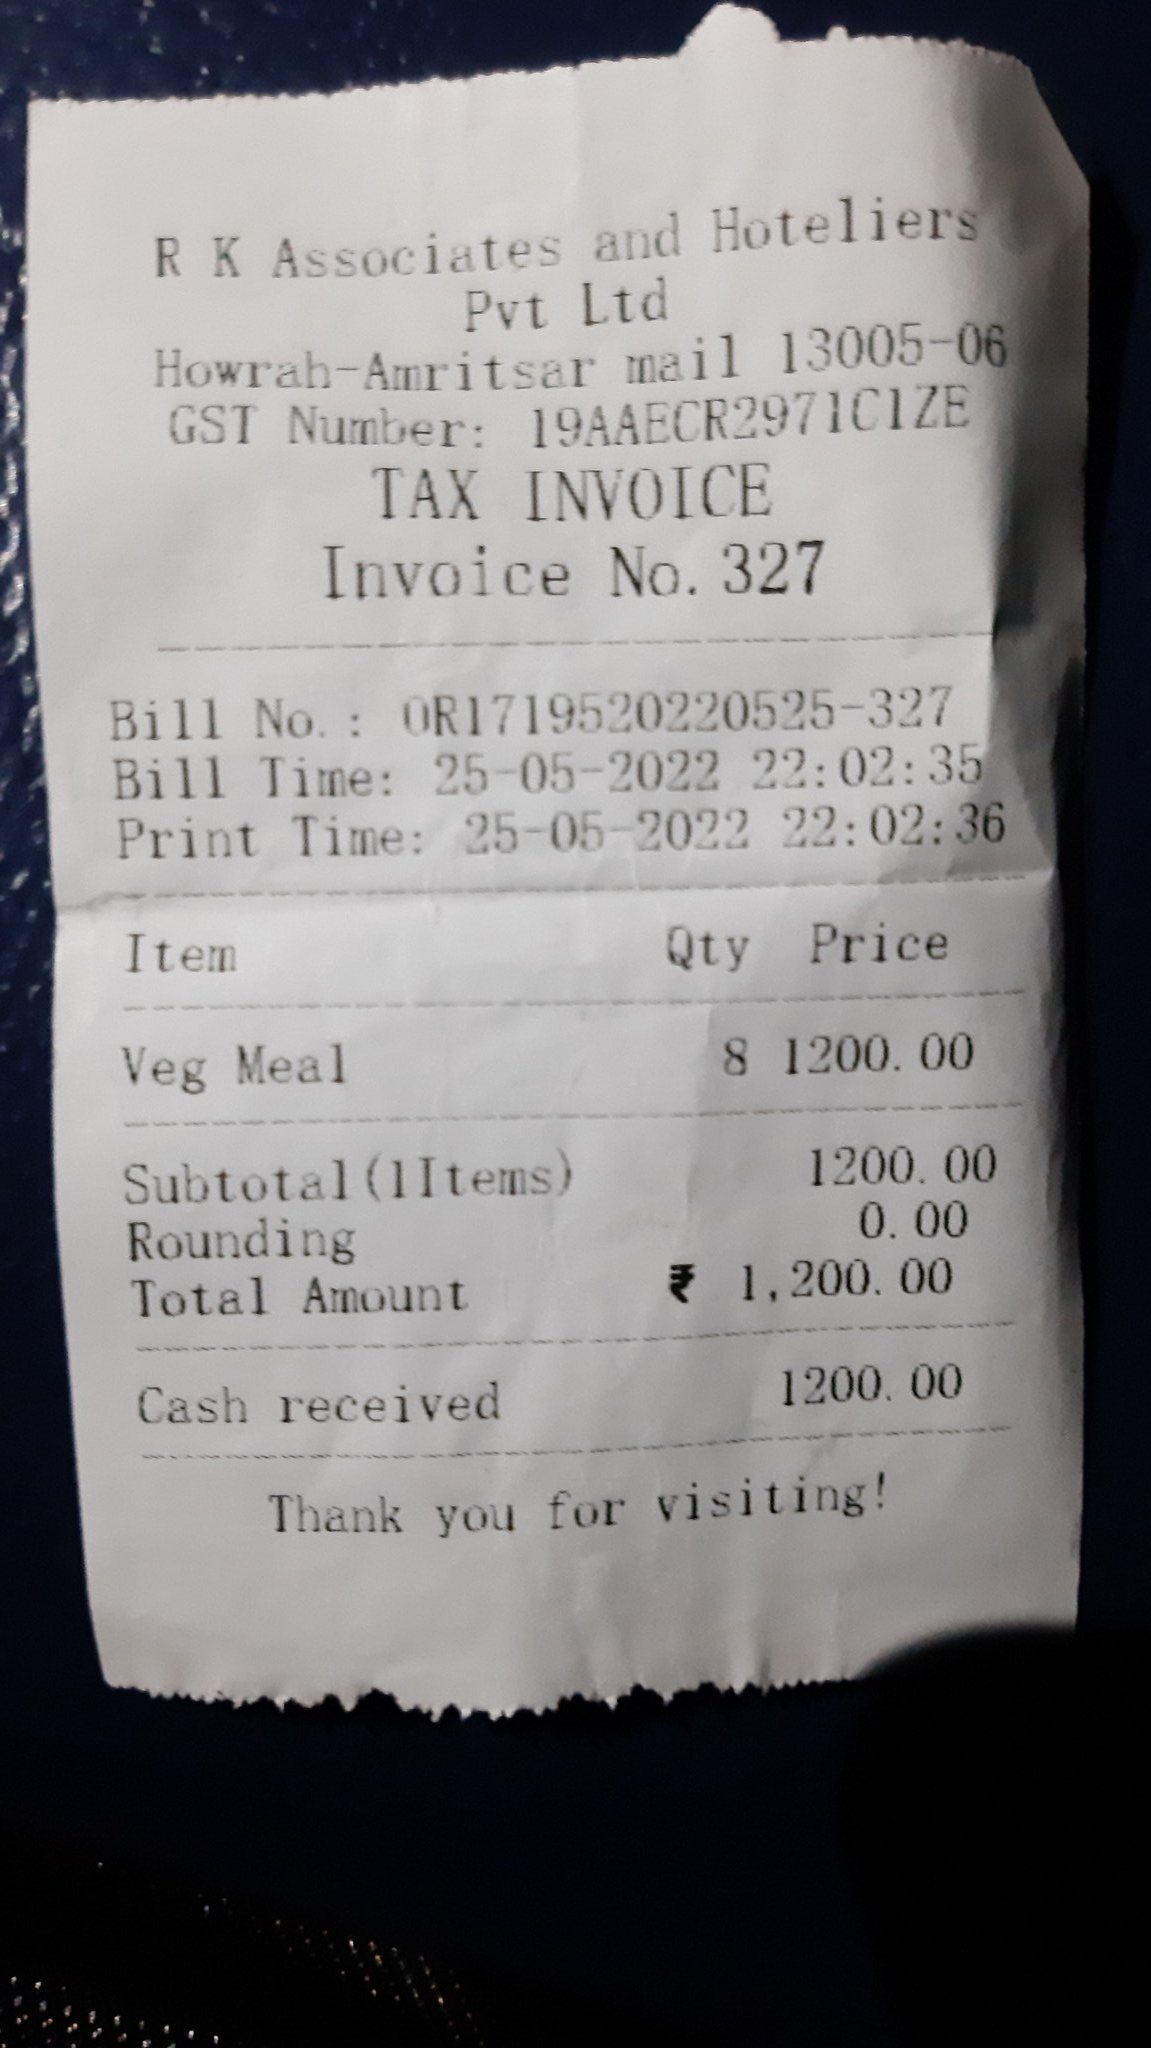 R K Associates and Hoteliers
Pvt Ltd
Howrah-Amritsar mail 13005-06
GST Number: 19AAECR2971C1ZE
TAX INVOICE
Invoice No. 327
Bill No.: OR1719520220525-327
Bill Time: 25-05-2022 22:02:35
Print Time: 25-05-2022 22:02:36
Item Qty Price
Veg Meal 8 1200.00
Subtotal(1Items) 1200.00
Rounding 0.00
Total Amount ₹ 1,200.00
Cash received 1200.00
Thank you for visiting!